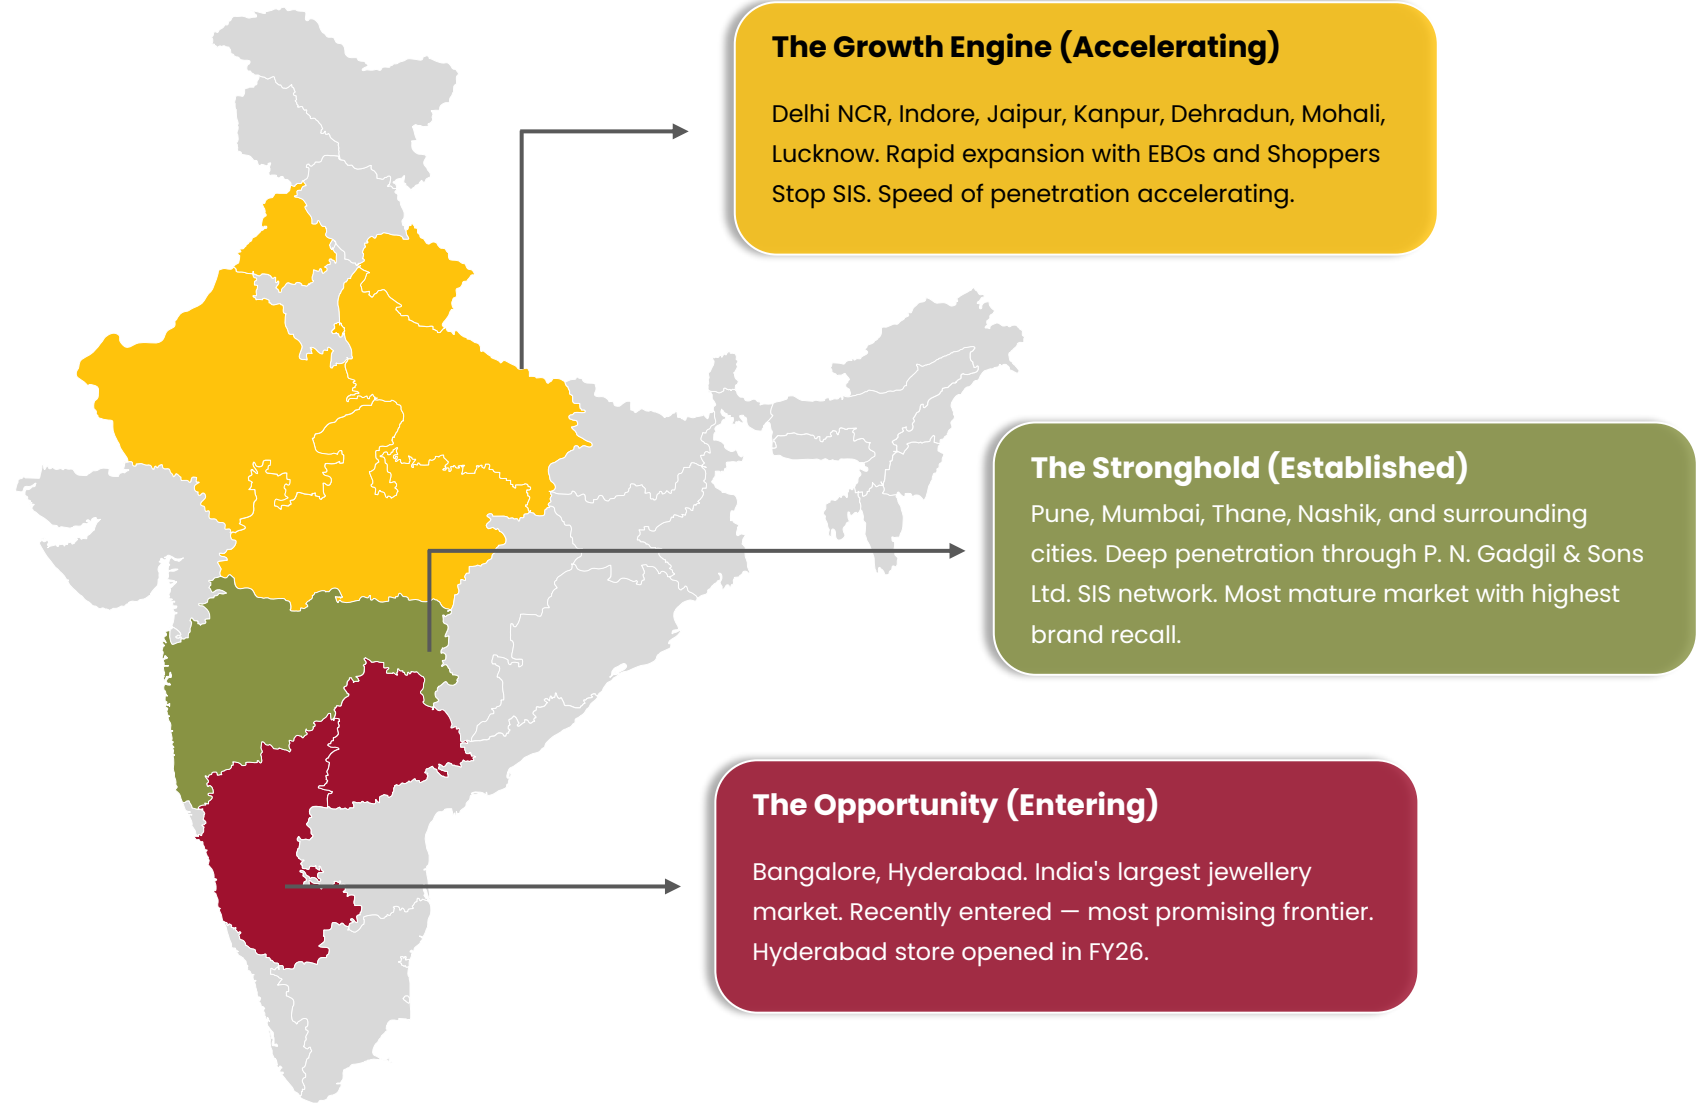 The Growth Engine (Accelerating)
Delhi NCR, Indore, Jaipur, Kanpur, Dehradun, Mohali,
Lucknow. Rapid expansion with EBOs and Shoppers
Stop SIS. Speed of penetration accelerating.
The Stronghold (Established)
Pune, Mumbai, Thane, Nashik, and surrounding
cities. Deep penetration through P. N. Gadgil & Sons
Ltd. SIS network. Most mature market with highest
brand recall.
The Opportunity (Entering)
Bangalore, Hyderabad. India's largest jewellery
market. Recently entered — most promising frontier.
Hyderabad store opened in FY26.